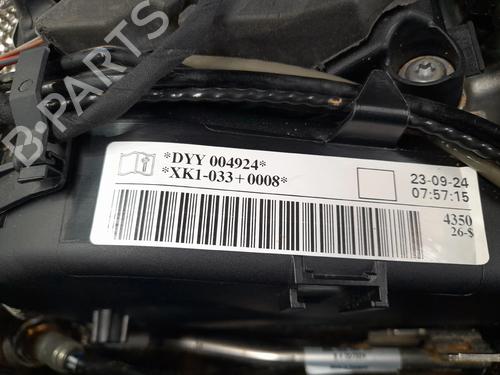 B-PARTS
*DYY 004924*
*XK1-033+0008*
23-09-24
07:57:15
4350
26-$